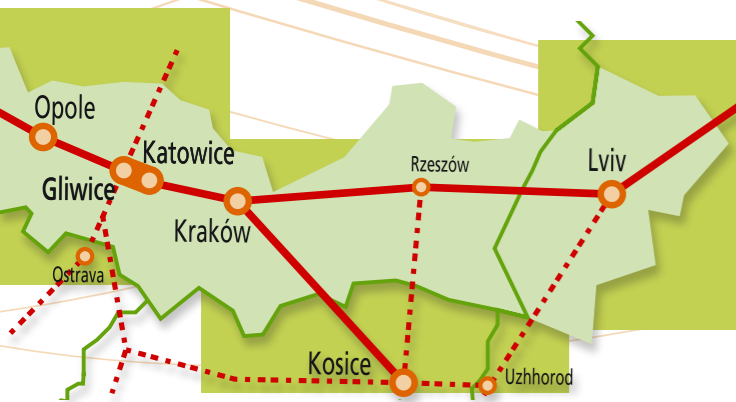 Opole
Katowice
Gliwice
Rzeszów
Lviv
Kraków
Ostrava
Kosice
Uzhhorod